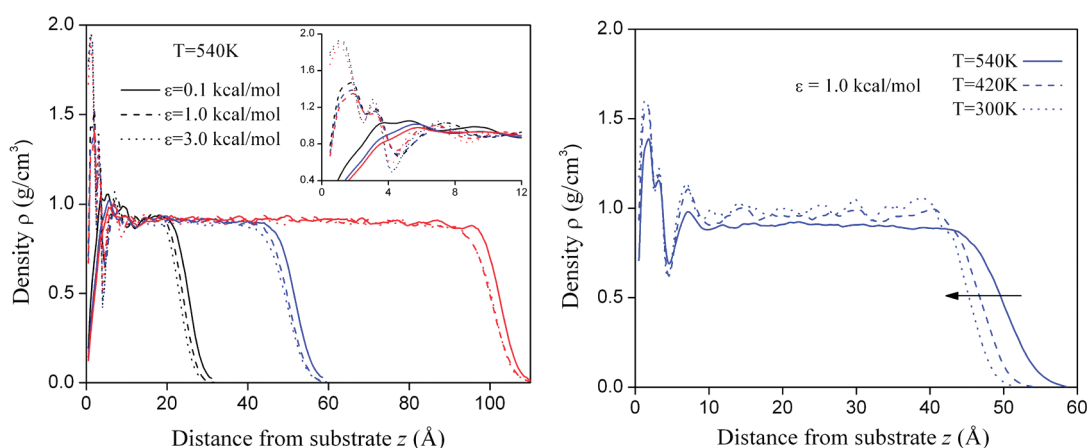 2.0
1.5
1.0
0.5
0.0
Density ρ (g/cm³)
T=540K
ε=0.1 kcal/mol
ε=1.0 kcal/mol
ε=3.0 kcal/mol
2.0
1.6
1.2
0.8
0.4
0 4 8 12
0 20 40 60 80 100
Distance from substrate z (Å)
2.0
1.5
1.0
0.5
0.0
Density ρ (g/cm³)
ε = 1.0 kcal/mol
T=540K
T=420K
T=300K
0 10 20 30 40 50 60
Distance from substrate z (Å)